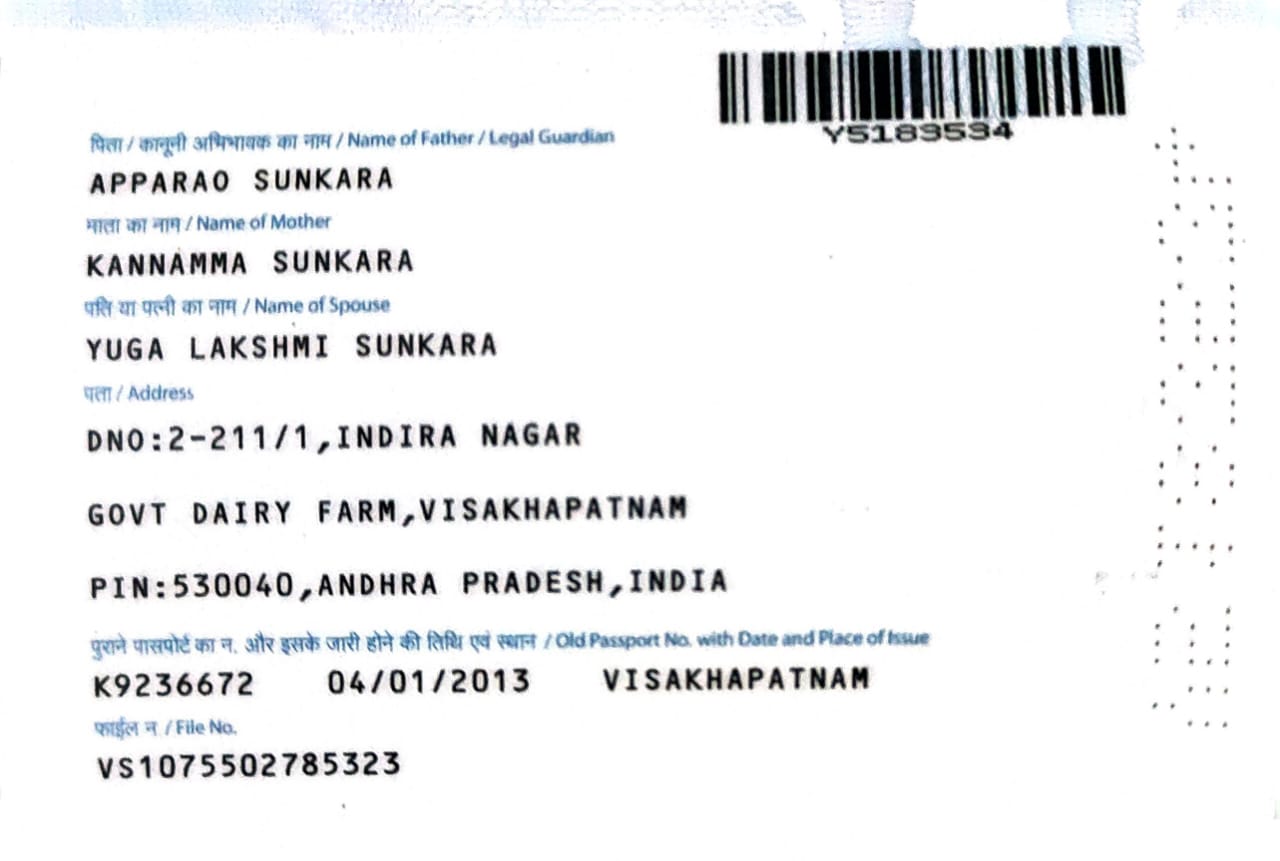 Y5183534
पिता / कानूनी अभिभावक का नाम / Name of Father / Legal Guardian
APPARAO SUNKARA
माता का नाम / Name of Mother
KANNAMMA SUNKARA
पति या पत्नी का नाम / Name of Spouse
YUGA LAKSHMI SUNKARA
पता / Address
DNO:2-211/1,INDIRA NAGAR
GOVT DAIRY FARM,VISAKHAPATNAM
PIN:530040,ANDHRA PRADESH,INDIA
पुराने पासपोर्ट का न. और इसके जारी होने की तिथि एवं स्थान / Old Passport No. with Date and Place of Issue
K9236672 04/01/2013 VISAKHAPATNAM
फाईल न / File No.
VS1075502785323